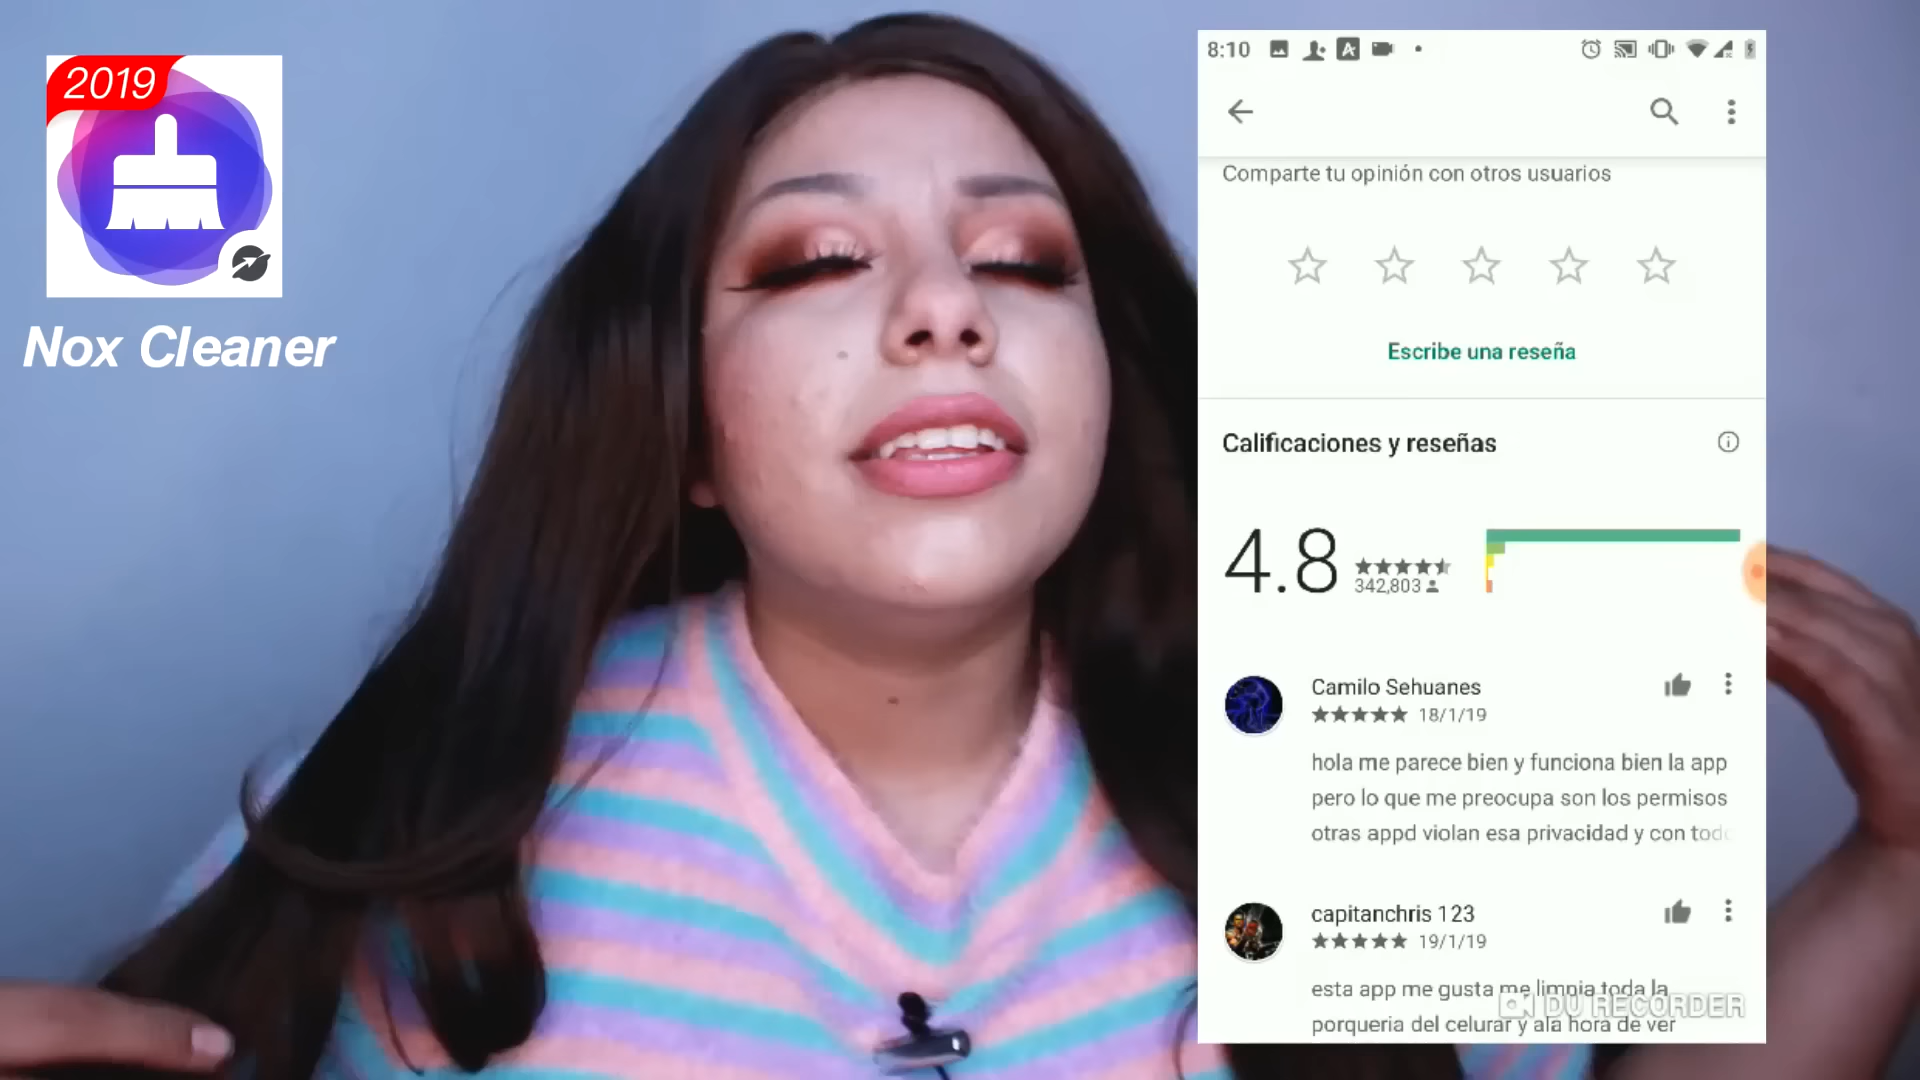 2019
Nox Cleaner
8:10
Comparte tu opinión con otros usuarios
Escribe una reseña
Calificaciones y reseñas
4.8
342,803
Camilo Sehuanes
18/1/19
hola me parece bien y funciona bien la app
pero lo que me preocupa son los permisos
otras appd violan esa privacidad y con todo
capitanchris 123
19/1/19
esta app me gusta me limpia toda la
DU RECORDER
porqueria del celurar y ala hora de ver